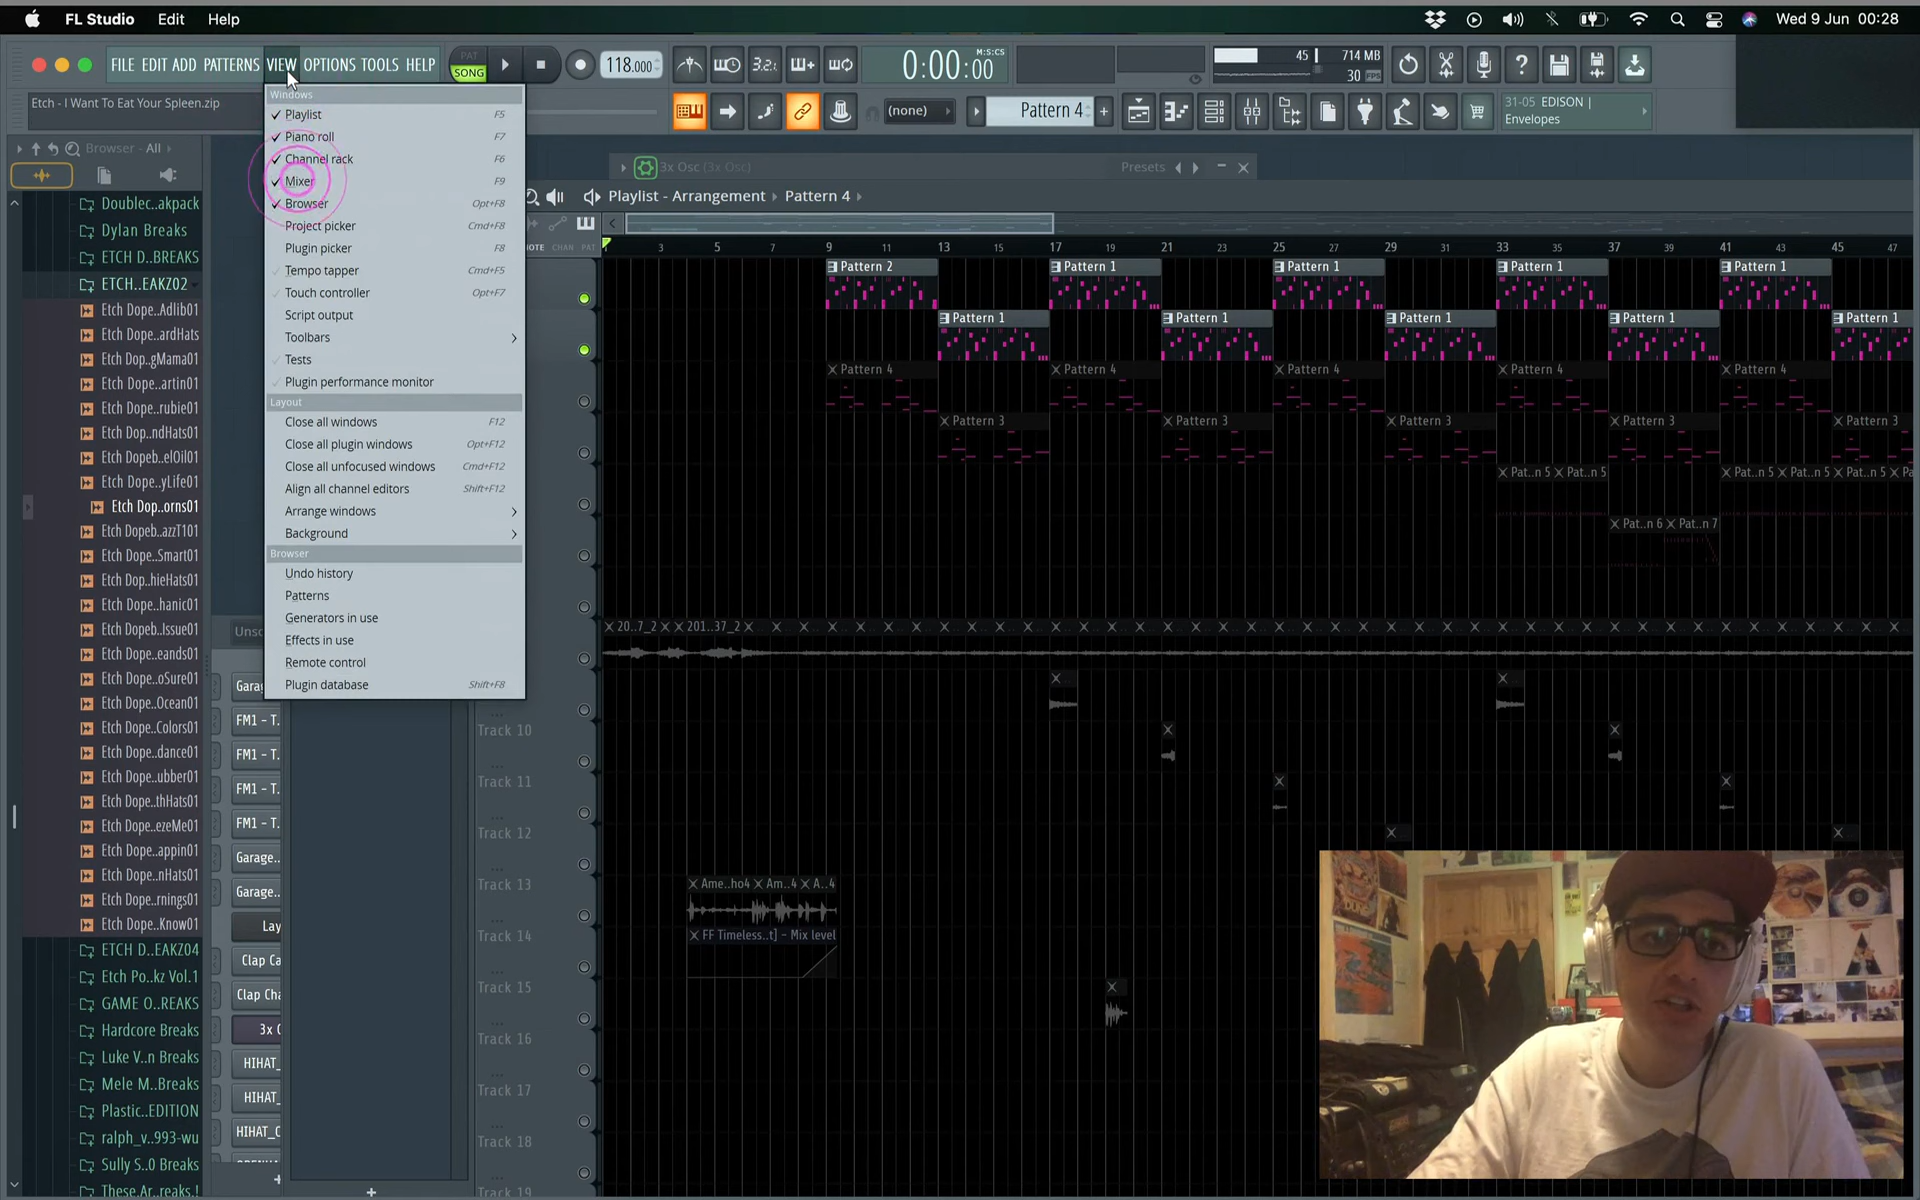 FL Studio Edit Help
Wed 9 Jun 00:28
FILE EDIT ADD PATTERNS VIEW OPTIONS TOOLS HELP
PAT
SONG
118.000
3.2.
0:00:00
M:S:CS
45
714 MB
30 FPS
Etch - I Want To Eat Your Spleen.zip
(none)
Pattern 4
+
31-05 EDISON |
Envelopes
Browser - All
Windows
Playlist F5
Piano roll F7
Channel rack F6
Mixer F9
Browser Opt+F8
Project picker Cmd+F8
Plugin picker F8
Tempo tapper Cmd+F5
Touch controller Opt+F7
Script output
Toolbars
Tests
Plugin performance monitor
Layout
Close all windows F12
Close all plugin windows Opt+F12
Close all unfocused windows Cmd+F12
Align all channel editors Shift+F12
Arrange windows
Background
Browser
Undo history
Patterns
Generators in use
Effects in use
Remote control
Plugin database Shift+F8
Doublec..akpack
Dylan Breaks
ETCH D..BREAKS
ETCH..EAKZ02
Etch Dope..Adlib01
Etch Dope..ardHats
Etch Dop..gMama01
Etch Dope..artin01
Etch Dope..rubie01
Etch Dop..ndHats01
Etch Dopeb..elOil01
Etch Dope..yLife01
Etch Dop..orns01
Etch Dopeb..azzT101
Etch Dope..Smart01
Etch Dop..hieHats01
Etch Dope..hanic01
Etch Dopeb..Issue01
Etch Dope..eands01
Etch Dope..oSure01
Etch Dope..Ocean01
Etch Dope..Colors01
Etch Dope..dance01
Etch Dope..ubber01
Etch Dope..thHats01
Etch Dope..ezeMe01
Etch Dope..appin01
Etch Dope..nHats01
Etch Dope..rnings01
Etch Dope..Know01
ETCH D..EAKZ04
Etch Po..kz Vol.1
GAME O..REAKS
Hardcore Breaks
Luke V..n Breaks
Mele M..Breaks
Plastic..EDITION
ralph_v..993-wu
Sully S..0 Breaks
These.Ar..reaks.!
Unsc
Garag
FM1 - T.
FM1 - T.
FM1 - T.
FM1 - T.
Garage..
Garage..
Lay
Clap Ca
Clap Cha
3x O
HIHAT_
HIHAT_
HIHAT_C
3x Osc (3x Osc)
Presets
Playlist - Arrangement › Pattern 4 ›
NOTE CHAN PAT
3 5 7 9 11 13 15 17 19 21 23 25 27 29 31 33 35 37 39 41 43 45 47
Pattern 2 Pattern 1 Pattern 1 Pattern 1 Pattern 1
Pattern 1 Pattern 1 Pattern 1 Pattern 1 Pattern 1
Pattern 4 Pattern 4 Pattern 4 Pattern 4 Pattern 4
Pattern 3 Pattern 3 Pattern 3 Pattern 3 Pattern 3
Pat..n 5 Pat..n 5 Pat..n 5 Pat..n 5 Pat..n 5 Pa
Pat..n 6 Pat..n 7
20..7_2 201..37_2
Track 10
Track 11
Track 12
Track 13
Ame..ho4 Am..4 A..4
Track 14
FF Timeless..t] - Mix level
Track 15
Track 16
Track 17
Track 18
Track 19